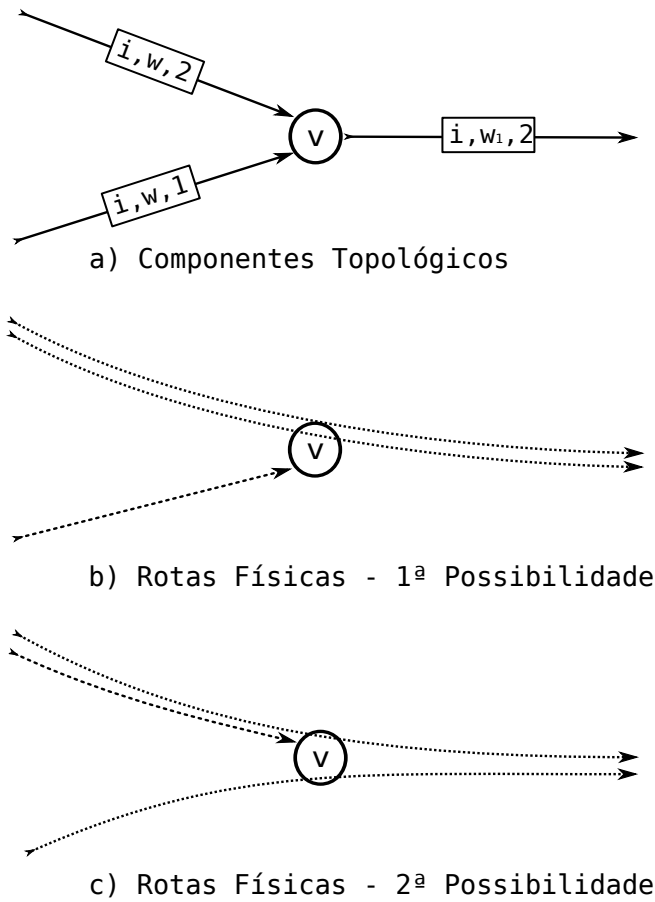 i,w,2
v
i,w₁,2
i,w,1
a) Componentes Topológicos
v
b) Rotas Físicas - 1ª Possibilidade
v
c) Rotas Físicas - 2ª Possibilidade